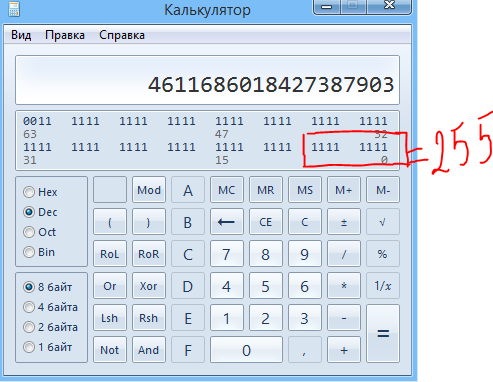 Калькулятор
Вид Правка Справка
4611686018427387903
0011 1111 1111 1111 1111 1111 1111 1111
63 47 32
1111 1111 1111 1111 1111 1111 1111 1111 = 255
31 15 0
Hex Mod A MC MR MS M+ M-
Dec ( ) B ← CE C ± √
Oct RoL RoR C 7 8 9 / %
Bin
8 байт Or Xor D 4 5 6 * 1/x
4 байта Lsh Rsh E 1 2 3 - =
2 байта
1 байт Not And F 0 , +